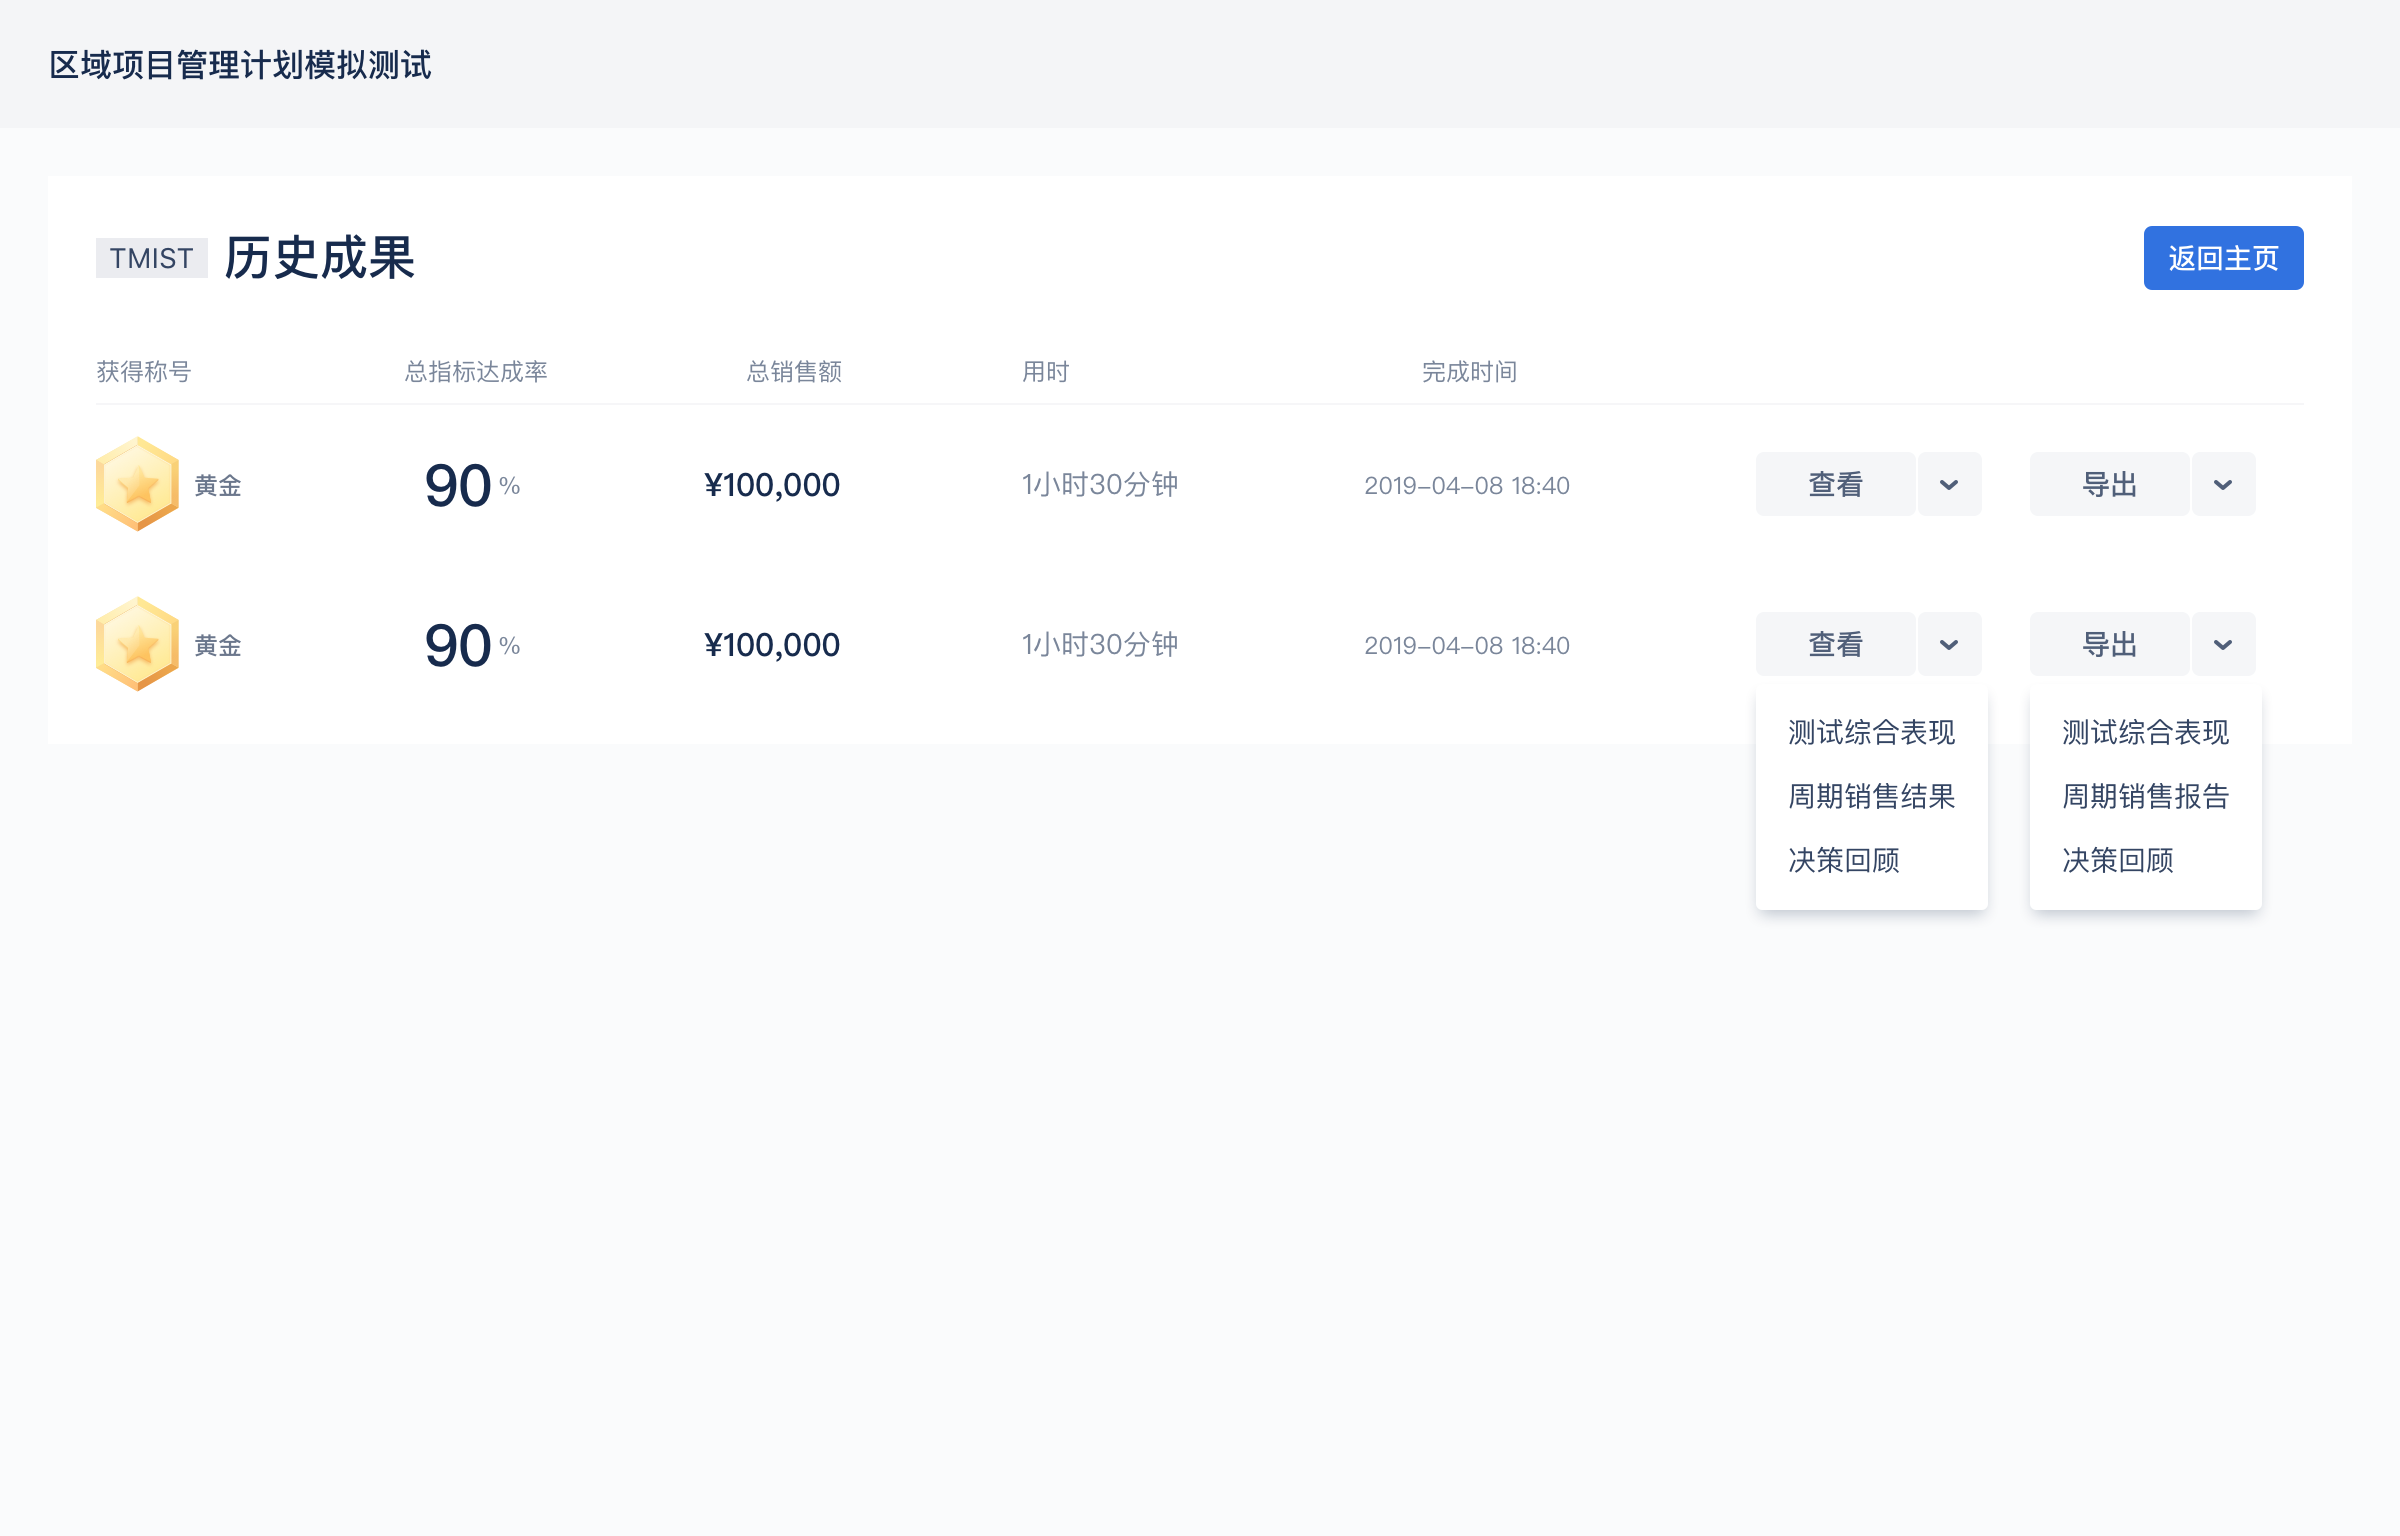 区域项目管理计划模拟测试
TMIST 历史成果 返回主页
获得称号 总指标达成率 总销售额 用时 完成时间
黄金 90 % ¥100,000 1小时30分钟 2019-04-08 18:40 查看 导出
黄金 90 % ¥100,000 1小时30分钟 2019-04-08 18:40 查看 导出
测试综合表现 测试综合表现
周期销售结果 周期销售报告
决策回顾 决策回顾